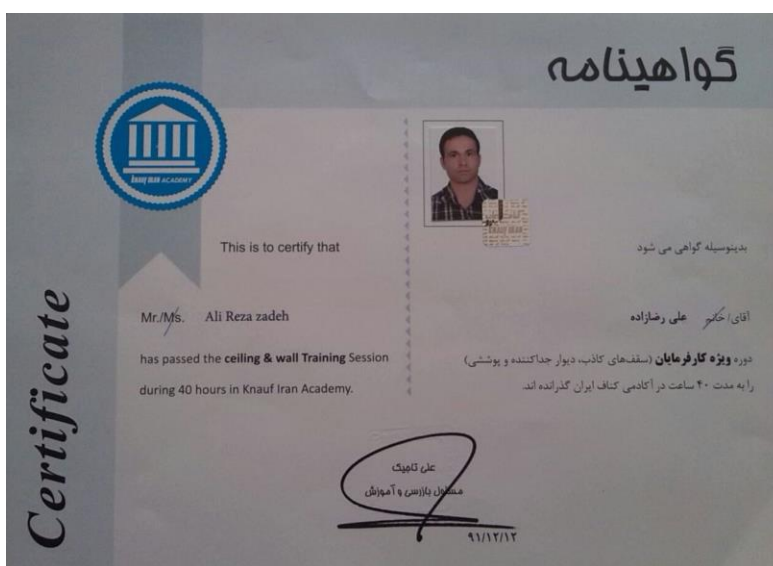 گواهینامه
KNAUF IRAN ACADEMY
This is to certify that
Mr./Ms. Ali Reza zadeh
has passed the ceiling & wall Training Session
during 40 hours in Knauf Iran Academy.
Certificate
بدینوسیله گواهی می شود
آقای/خانم علی رضازاده
دوره ویژه کارفرمایان (سقف‌های کاذب، دیوار جداکننده و پوششی)
را به مدت ۴۰ ساعت در آکادمی کناف ایران گذرانده اند.
علی تاجیک
مسئول بازرسی و آموزش
۹۱/۱۲/۱۲